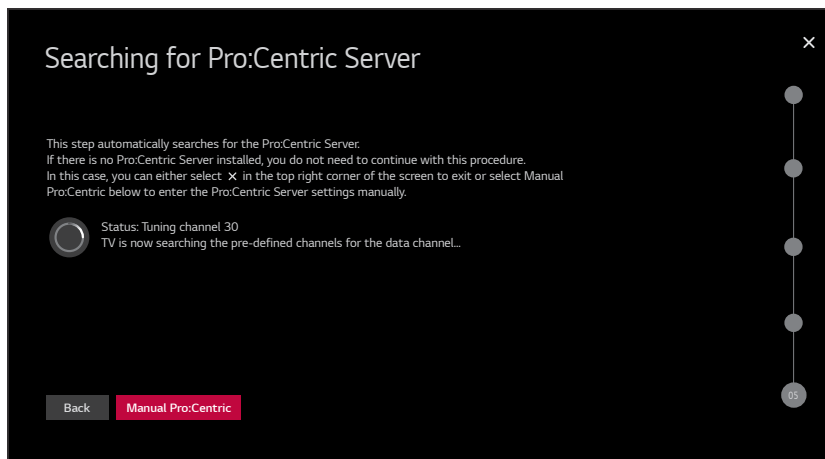 Searching for Pro:Centric Server
This step automatically searches for the Pro:Centric Server.
If there is no Pro:Centric Server installed, you do not need to continue with this procedure.
In this case, you can either select × in the top right corner of the screen to exit or select Manual
Pro:Centric below to enter the Pro:Centric Server settings manually.
Status: Tuning channel 30
TV is now searching the pre-defined channels for the data channel...
05
Back
Manual Pro:Centric